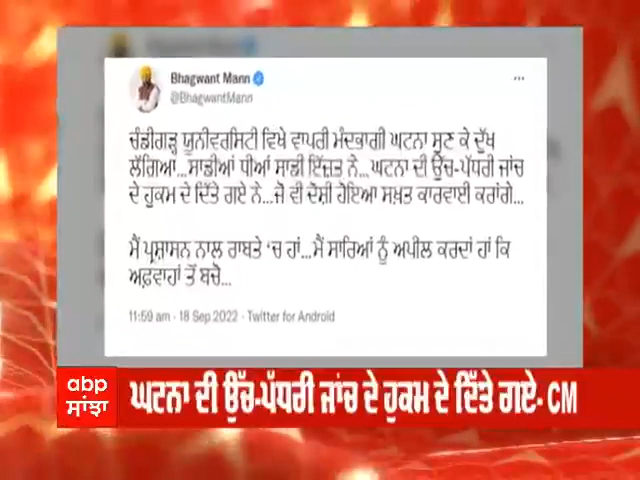 Bhagwant Mann
@BhagwantMann
ਚੰਡੀਗੜ੍ਹ ਯੂਨੀਵਰਸਿਟੀ ਵਿਖੇ ਵਾਪਰੀ ਮੰਦਭਾਗੀ ਘਟਨਾ ਸੁਣ ਕੇ ਦੁੱਖ
ਲੱਗਿਆ...ਸਾਡੀਆਂ ਧੀਆਂ ਸਾਡੀ ਇੱਜ਼ਤ ਨੇ...ਘਟਨਾ ਦੀ ਉੱਚ-ਪੱਧਰੀ ਜਾਂਚ
ਦੇ ਹੁਕਮ ਦੇ ਦਿੱਤੇ ਗਏ ਨੇ...ਜੋ ਵੀ ਦੋਸ਼ੀ ਹੋਇਆ ਸਖ਼ਤ ਕਾਰਵਾਈ ਕਰਾਂਗੇ...
ਮੈਂ ਪ੍ਰਸ਼ਾਸਨ ਨਾਲ ਰਾਬਤੇ ‘ਚ ਹਾਂ...ਮੈਂ ਸਾਰਿਆਂ ਨੂੰ ਅਪੀਲ ਕਰਦਾਂ ਹਾਂ ਕਿ
ਅਫ਼ਵਾਹਾਂ ਤੋਂ ਬਚੋ...
11:59 am · 18 Sep 2022 · Twitter for Android
abp
ਸਾਂਝਾ
ਘਟਨਾ ਦੀ ਉੱਚ-ਪੱਧਰੀ ਜਾਂਚ ਦੇ ਹੁਕਮ ਦੇ ਦਿੱਤੇ ਗਏ- CM